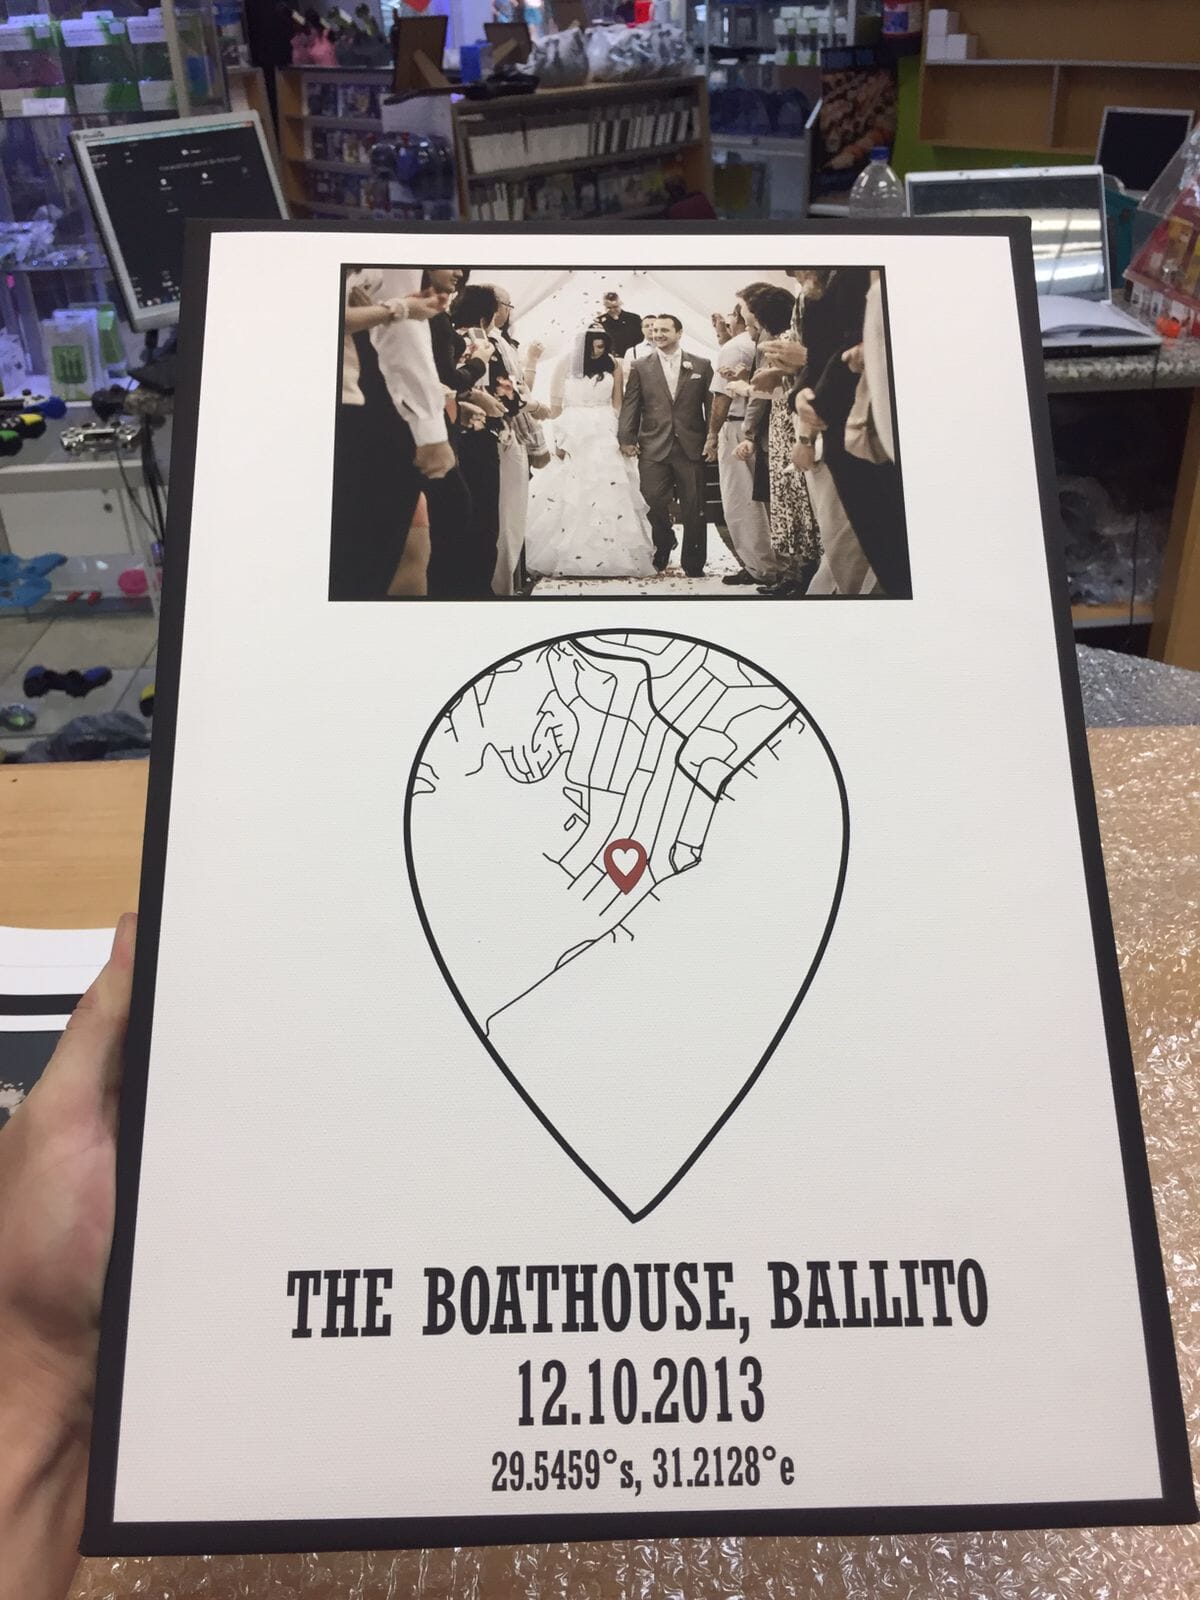 THE BOATHOUSE, BALLITO
12.10.2013
29.5459°s, 31.2128°e